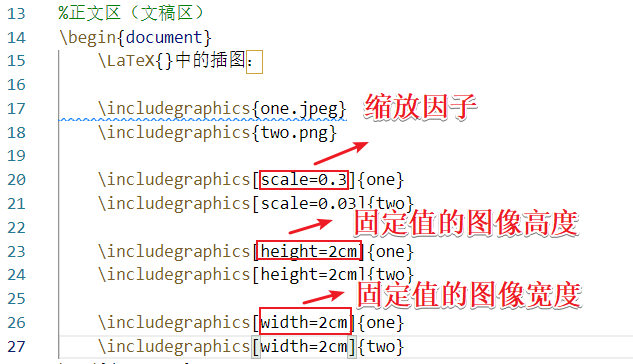 13 %正文区（文稿区）
14 \begin{document}
15 \LaTeX{}中的插图：
16
17 \includegraphics{one.jpeg} 缩放因子
18 \includegraphics{two.png}
19
20 \includegraphics[scale=0.3]{one}
21 \includegraphics[scale=0.03]{two}
22 固定值的图像高度
23 \includegraphics[height=2cm]{one}
24 \includegraphics[height=2cm]{two}
25 固定值的图像宽度
26 \includegraphics[width=2cm]{one}
27 \includegraphics[width=2cm]{two}